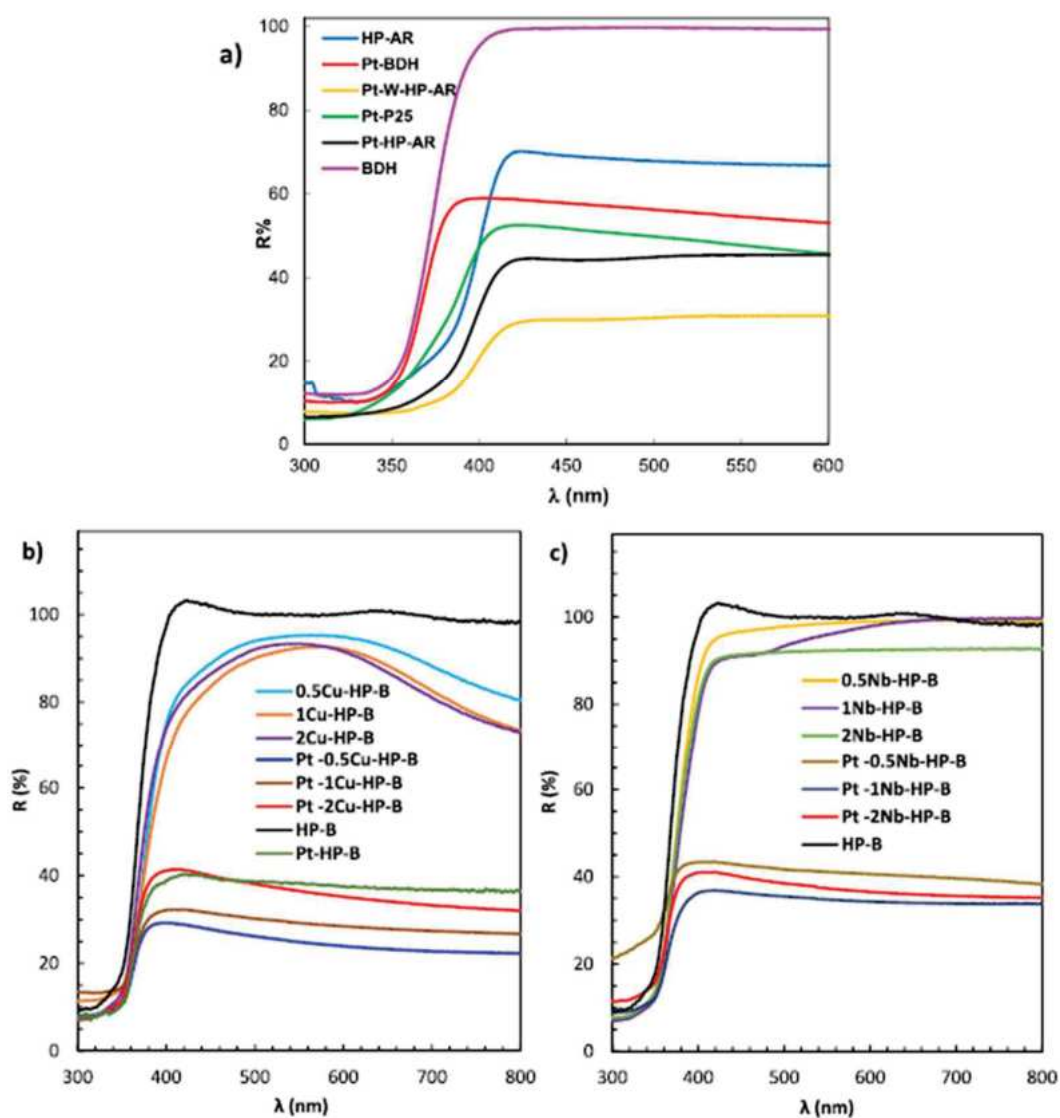 a)
HP-AR
Pt-BDH
Pt-W-HP-AR
Pt-P25
Pt-HP-AR
BDH
100
80
60
40
20
0
R%
300 350 400 450 500 550 600
λ (nm)
b)
0.5Cu-HP-B
1Cu-HP-B
2Cu-HP-B
Pt -0.5Cu-HP-B
Pt -1Cu-HP-B
Pt -2Cu-HP-B
HP-B
Pt-HP-B
100
80
60
40
20
0
R (%)
300 400 500 600 700 800
λ (nm)
c)
0.5Nb-HP-B
1Nb-HP-B
2Nb-HP-B
Pt -0.5Nb-HP-B
Pt -1Nb-HP-B
Pt -2Nb-HP-B
HP-B
100
80
60
40
20
0
R (%)
300 400 500 600 700 800
λ (nm)